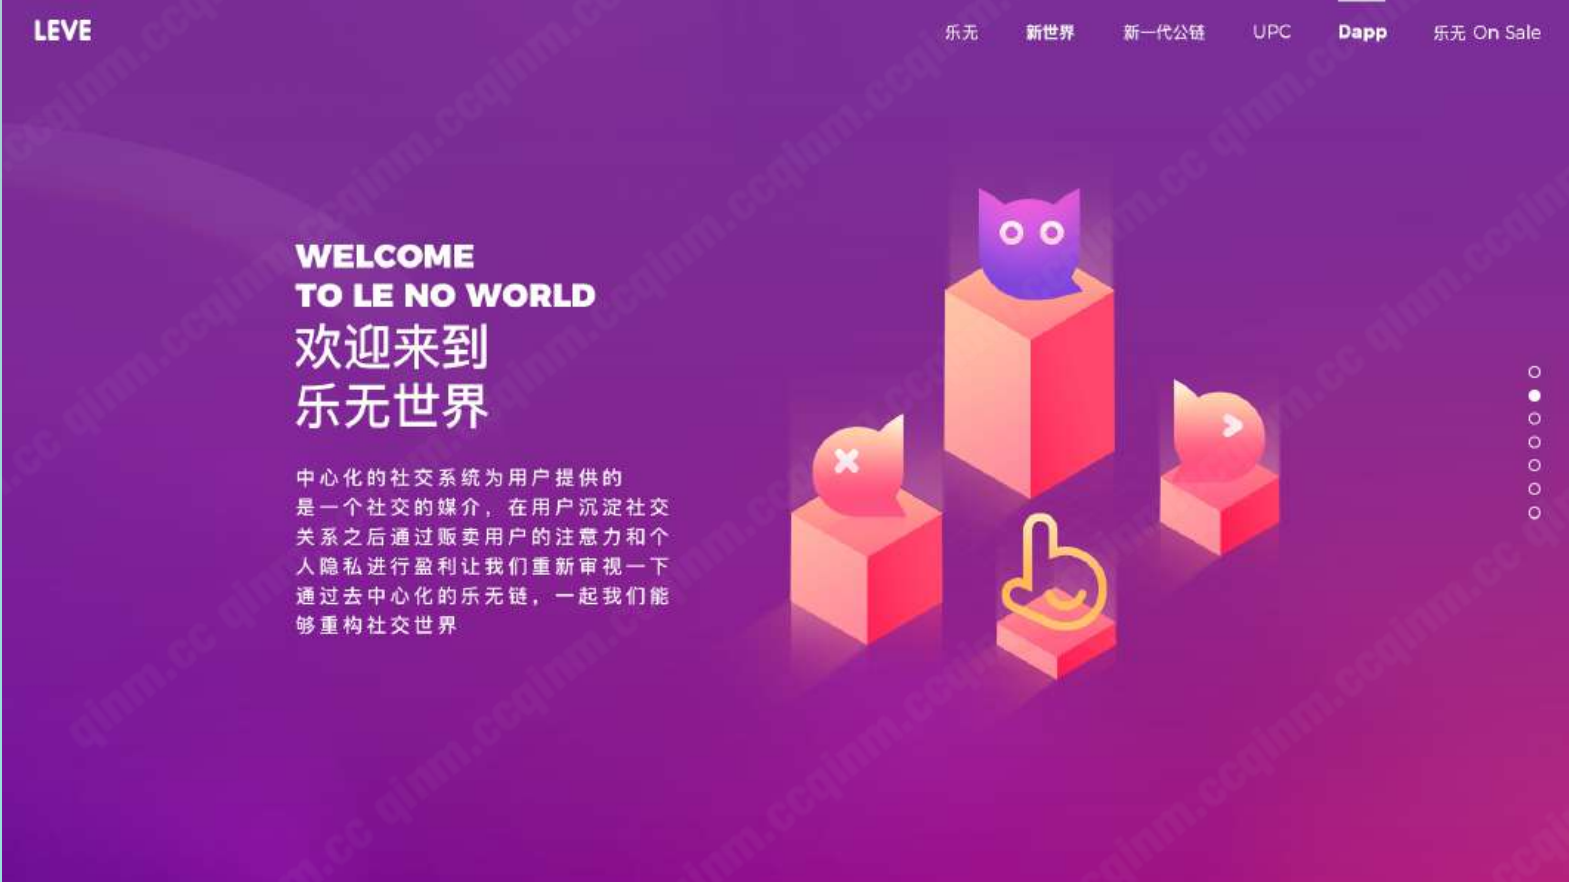 LEVE
乐无 新世界 新一代公链 UPC Dapp 乐无 On Sale
WELCOME
TO LE NO WORLD
欢迎来到
乐无世界
中心化的社交系统为用户提供的
是一个社交的媒介，在用户沉淀社交
关系之后通过贩卖用户的注意力和个
人隐私进行盈利让我们重新审视一下
通过去中心化的乐无链，一起我们能
够重构社交世界
qinm.cc